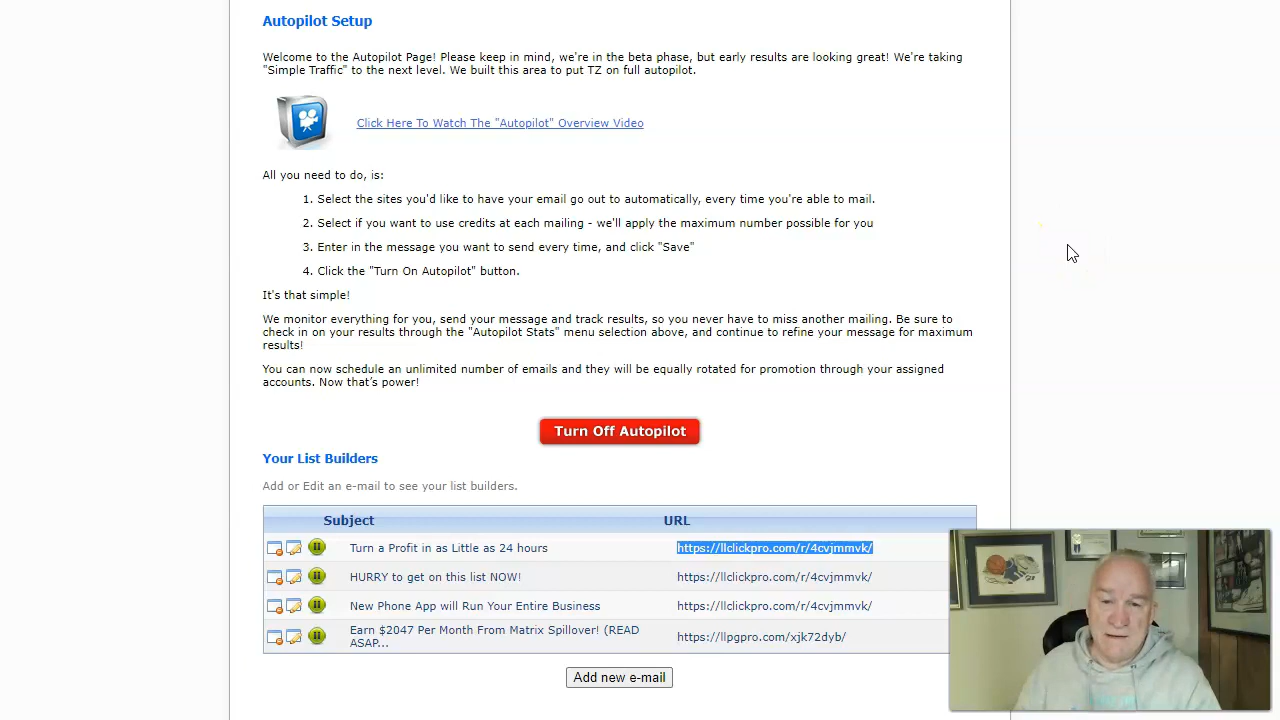 Autopilot Setup
Welcome to the Autopilot Page! Please keep in mind, we're in the beta phase, but early results are looking great! We're taking
"Simple Traffic" to the next level. We built this area to put TZ on full autopilot.
Click Here To Watch The "Autopilot" Overview Video
All you need to do, is:
1. Select the sites you'd like to have your email go out to automatically, every time you're able to mail.
2. Select if you want to use credits at each mailing - we'll apply the maximum number possible for you
3. Enter in the message you want to send every time, and click "Save"
4. Click the "Turn On Autopilot" button.
It's that simple!
We monitor everything for you, send your message and track results, so you never have to miss another mailing. Be sure to
check in on your results through the "Autopilot Stats" menu selection above, and continue to refine your message for maximum
results!
You can now schedule an unlimited number of emails and they will be equally rotated for promotion through your assigned
accounts. Now that's power!
Turn Off Autopilot
Your List Builders
Add or Edit an e-mail to see your list builders.
Subject URL
Turn a Profit in as Little as 24 hours https://llclickpro.com/r/4cvjmmvk/
HURRY to get on this list NOW! https://llclickpro.com/r/4cvjmmvk/
New Phone App will Run Your Entire Business https://llclickpro.com/r/4cvjmmvk/
Earn $2047 Per Month From Matrix Spillover! (READ
ASAP... https://llpgpro.com/xjk72dyb/
Add new e-mail